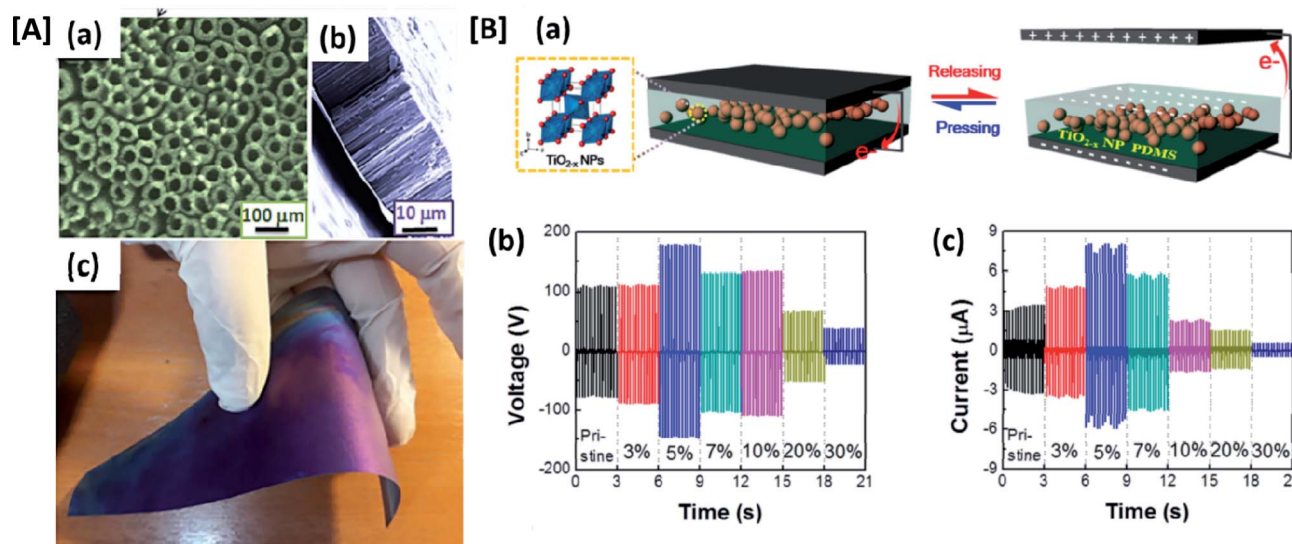 [A]
(a)
(b)
100 µm
10 µm
(c)
[B]
(a)
TiO2-x NPs
e-
Releasing
Pressing
e-
TiO2-x NP PDMS
(b)
Voltage (V)
200
100
0
-100
-200
Pri-
stine
3%
5%
7%
10%
20%
30%
0 3 6 9 12 15 18 21
Time (s)
(c)
Current (µA)
9
6
3
0
-3
-6
-9
Pri-
stine
3%
5%
7%
10%
20%
30%
0 3 6 9 12 15 18
Time (s)